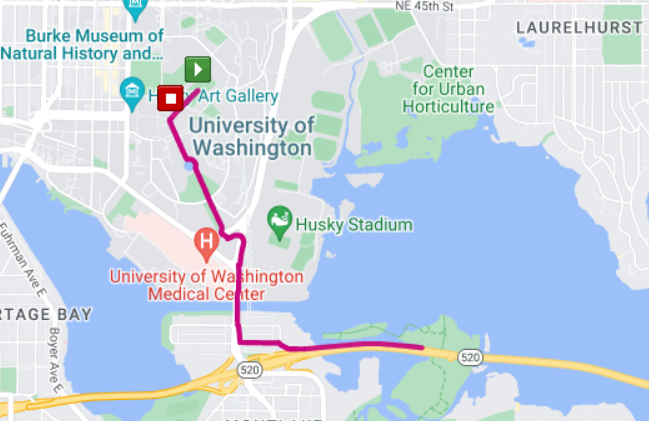 NE 45th St
LAURELHURST
Burke Museum of
Natural History and...
Center
for Urban
Horticulture
Art Gallery
University of
Washington
Husky Stadium
H
University of Washington
Medical Center
Fuhrman Ave E
Boyer Ave E
RTAGE BAY
520
520